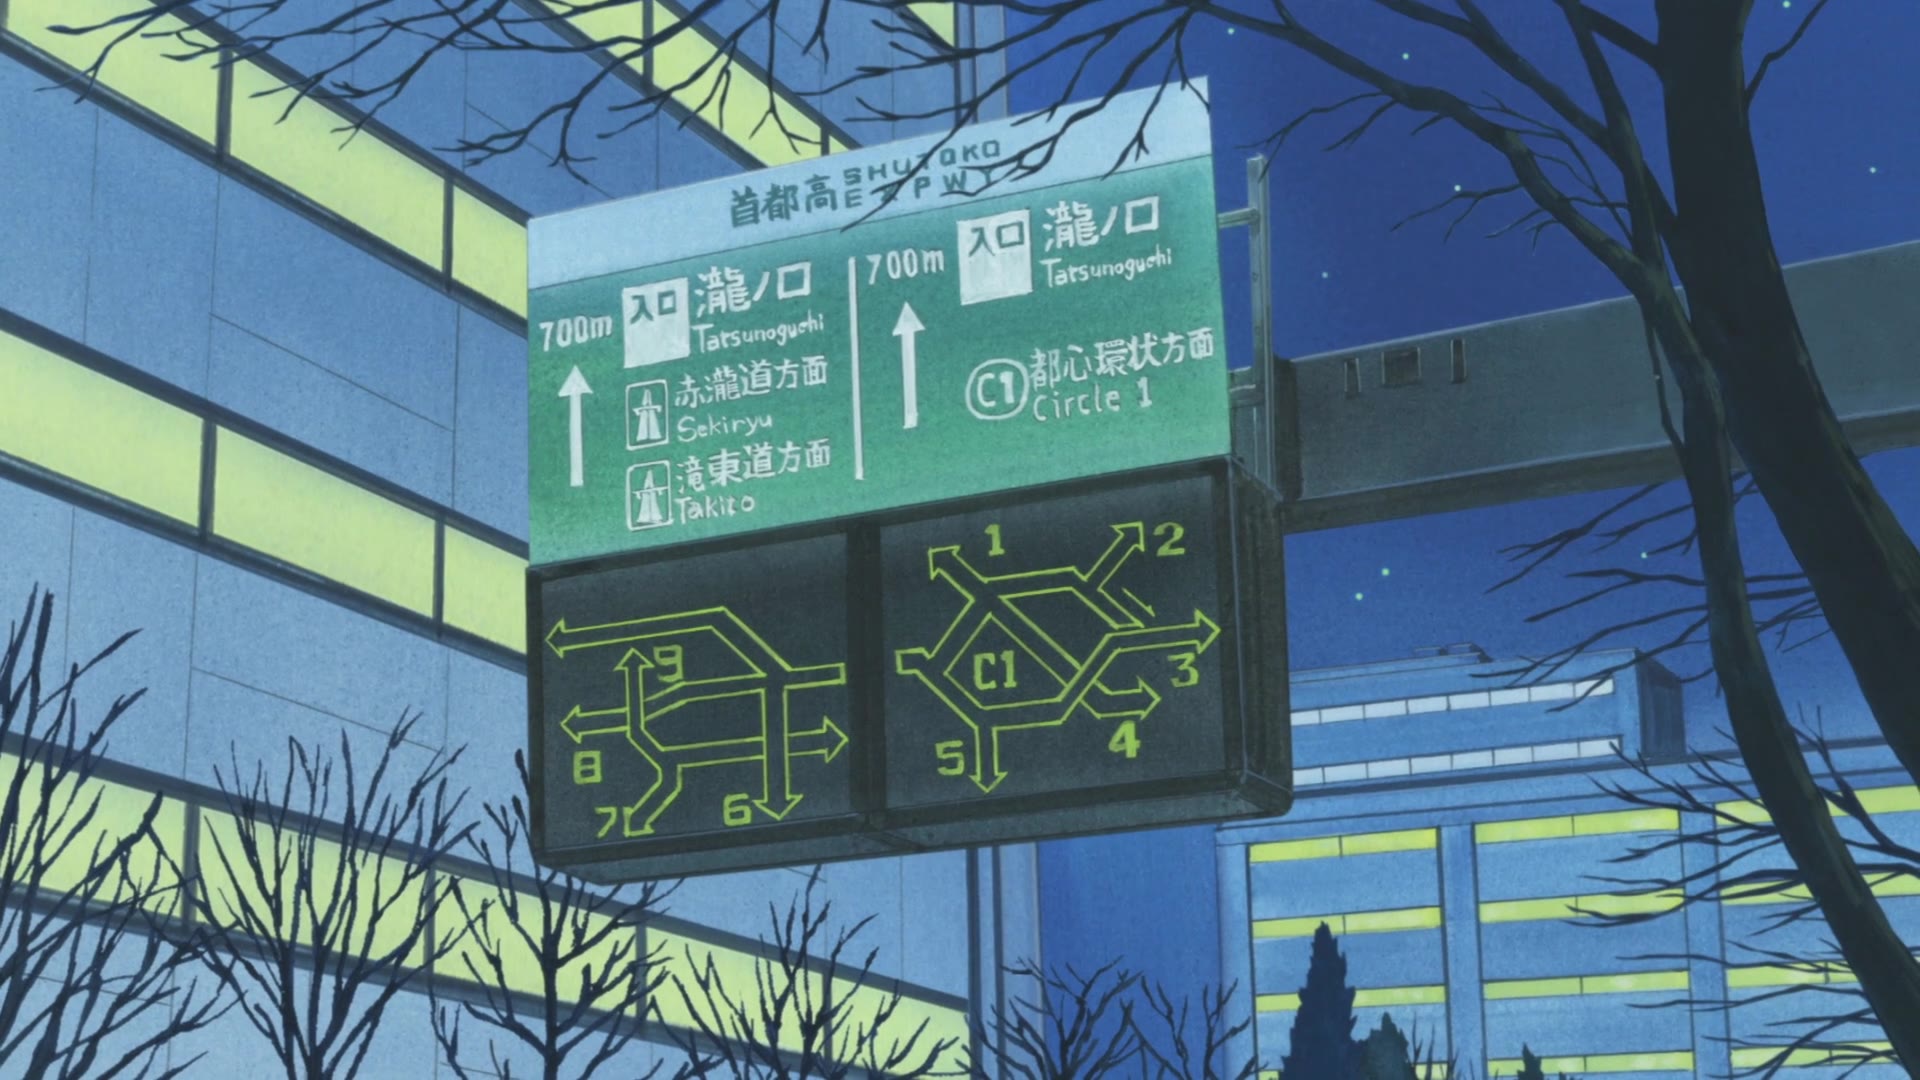 首都高 SHUTOKO EXPWY
700m 入口 瀧ノ口
Tatsunoguchi
赤瀧道方面
Sekiryu
滝東道方面
Takito
700m 入口 瀧ノ口
Tatsunoguchi
C1 都心環状方面
Circle 1
9
8
7
6
1
2
C1
3
4
5